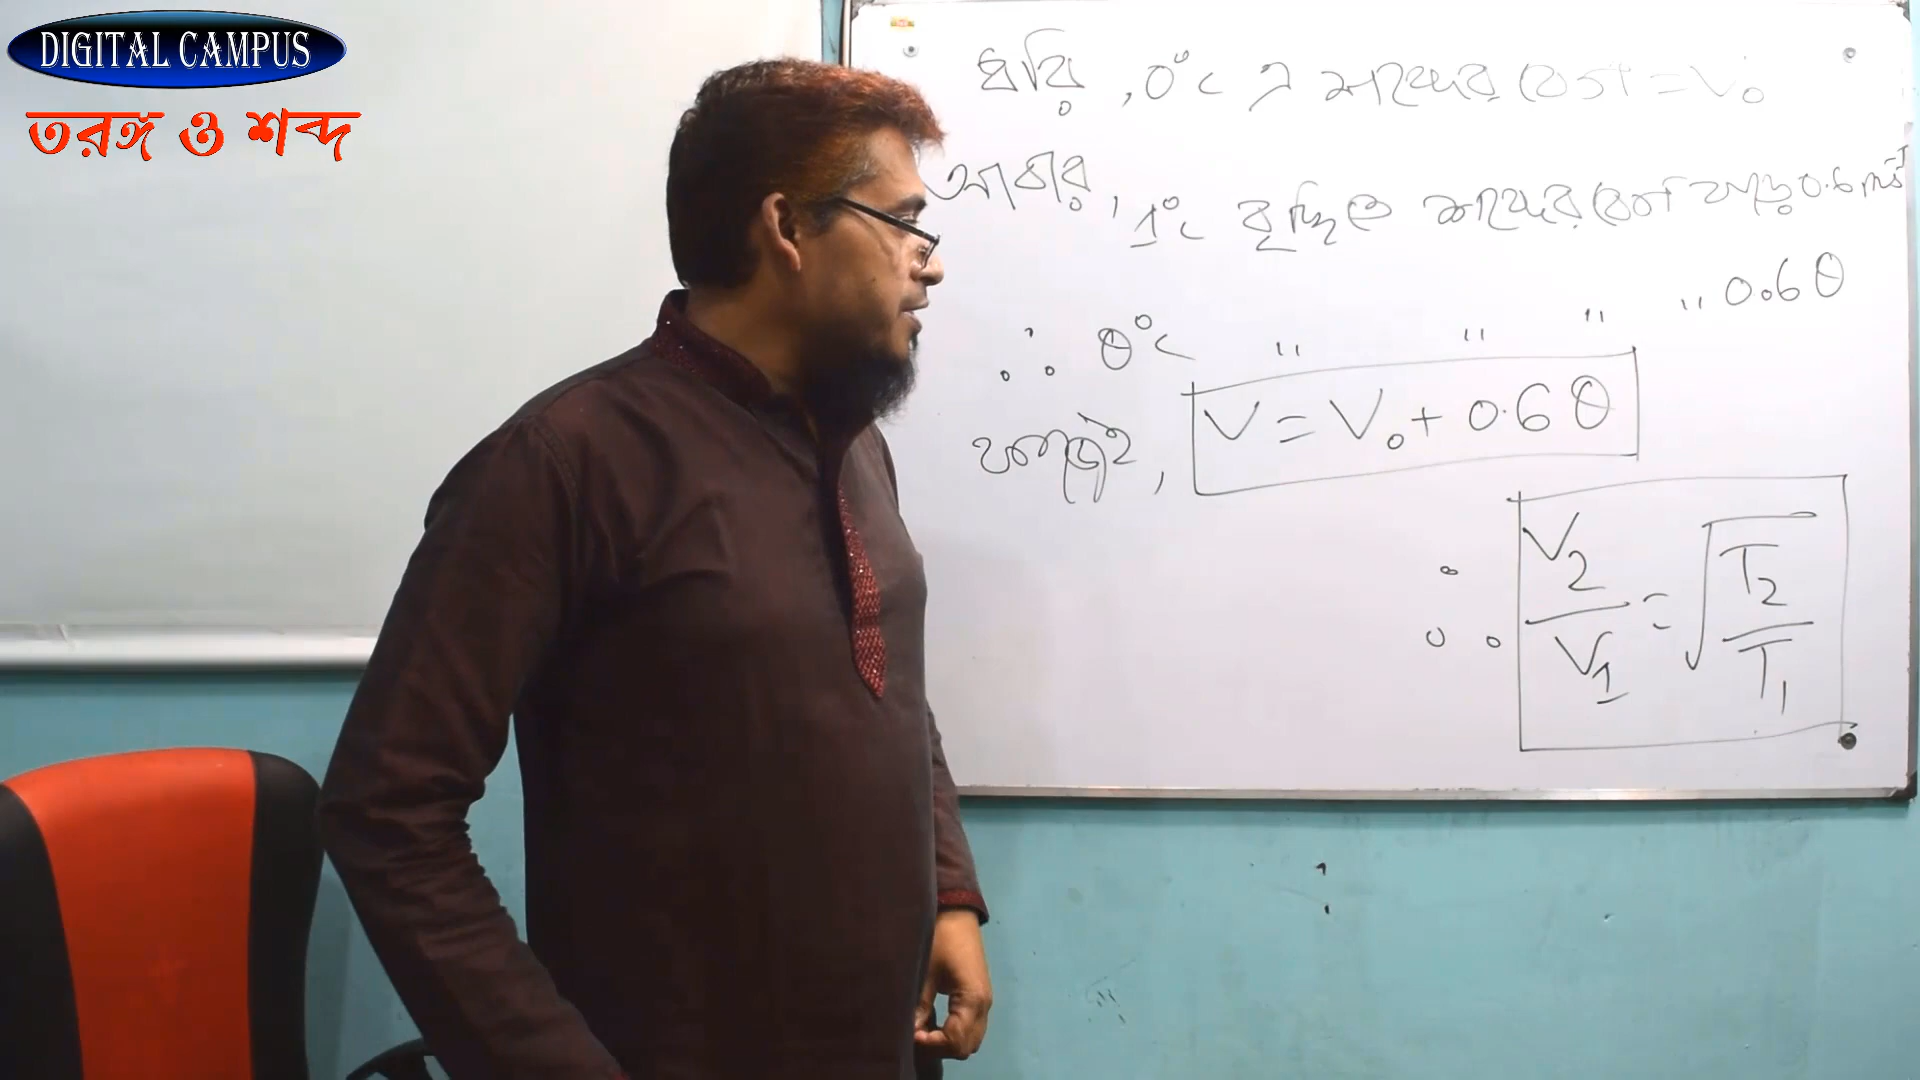 DIGITAL CAMPUS
তরঙ্গ ও শব্দ
ধরি, 0°C এ শব্দের বেগ = V₀
আবার, 1°C বৃদ্ধিতে শব্দের বেগ বাড়ে 0.6 ms⁻¹
∴ θ°C " " " " 0.6θ
কাজেই, V = V₀ + 0.6θ
∴ V₂/V₁ = √(T₂/T₁)